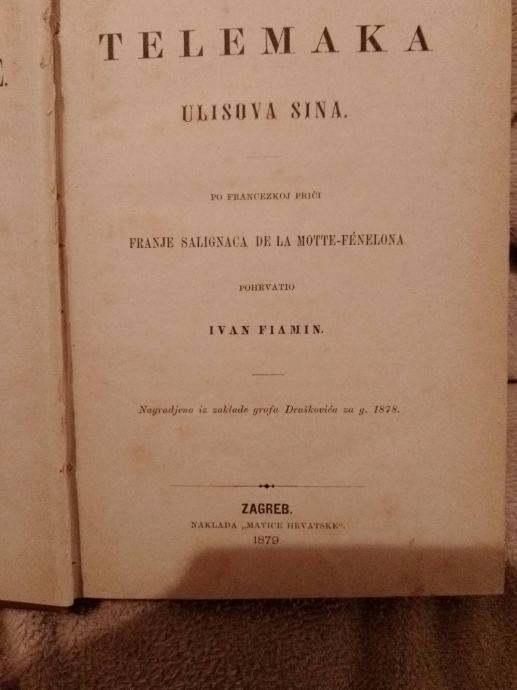 TELEMAKA
ULISOVA SINA.
PO FRANCEZKOJ PRIČI
FRANJE SALIGNACA DE LA MOTTE-FÉNELONA
POHRVATIO
IVAN FIAMIN.
Nagradjeno iz zaklade grofa Draškovića za g. 1878.
ZAGREB.
NAKLADA „MATICE HRVATSKE“.
1879